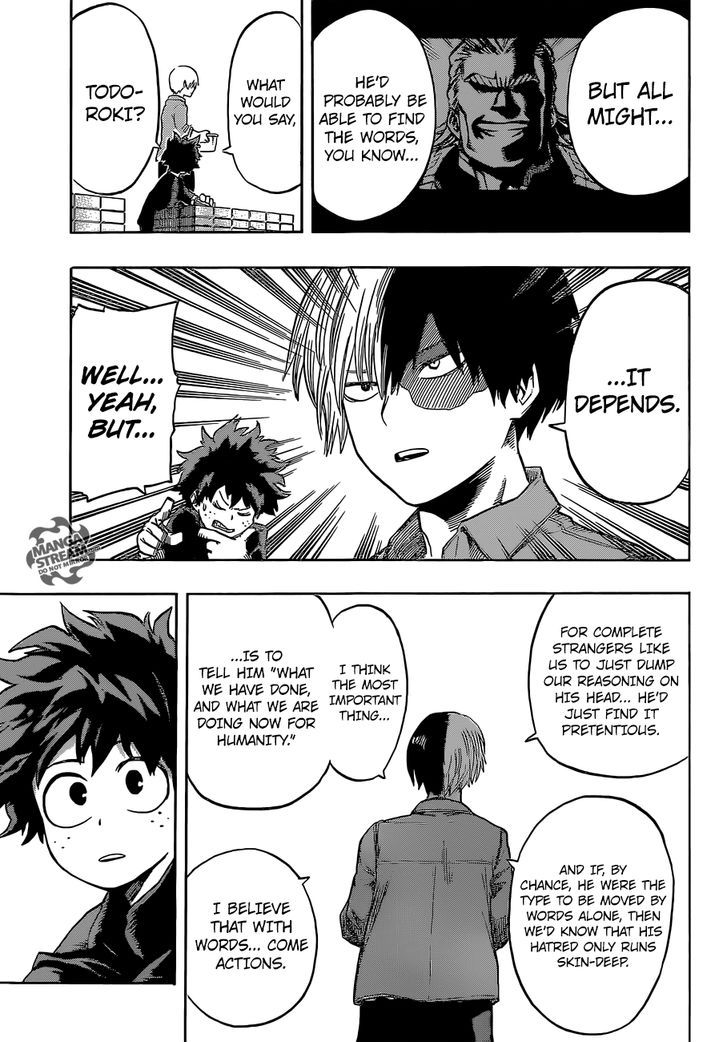 BUT ALL
MIGHT...
HE'D
PROBABLY BE
ABLE TO FIND
THE WORDS,
YOU KNOW...
WHAT
WOULD
YOU SAY,
TODO-
ROKI?
...IT
DEPENDS.
WELL...
YEAH,
BUT...
MANGA
STREAM
DO NOT MIRROR
FOR COMPLETE
STRANGERS LIKE
US TO JUST DUMP
OUR REASONING ON
HIS HEAD... HE'D
JUST FIND IT
PRETENTIOUS.
AND IF, BY
CHANCE, HE WERE THE
TYPE TO BE MOVED BY
WORDS ALONE, THEN
WE'D KNOW THAT HIS
HATRED ONLY RUNS
SKIN-DEEP.
I THINK
THE MOST
IMPORTANT
THING...
...IS TO
TELL HIM "WHAT
WE HAVE DONE,
AND WHAT WE ARE
DOING NOW FOR
HUMANITY."
I BELIEVE
THAT WITH
WORDS... COME
ACTIONS.